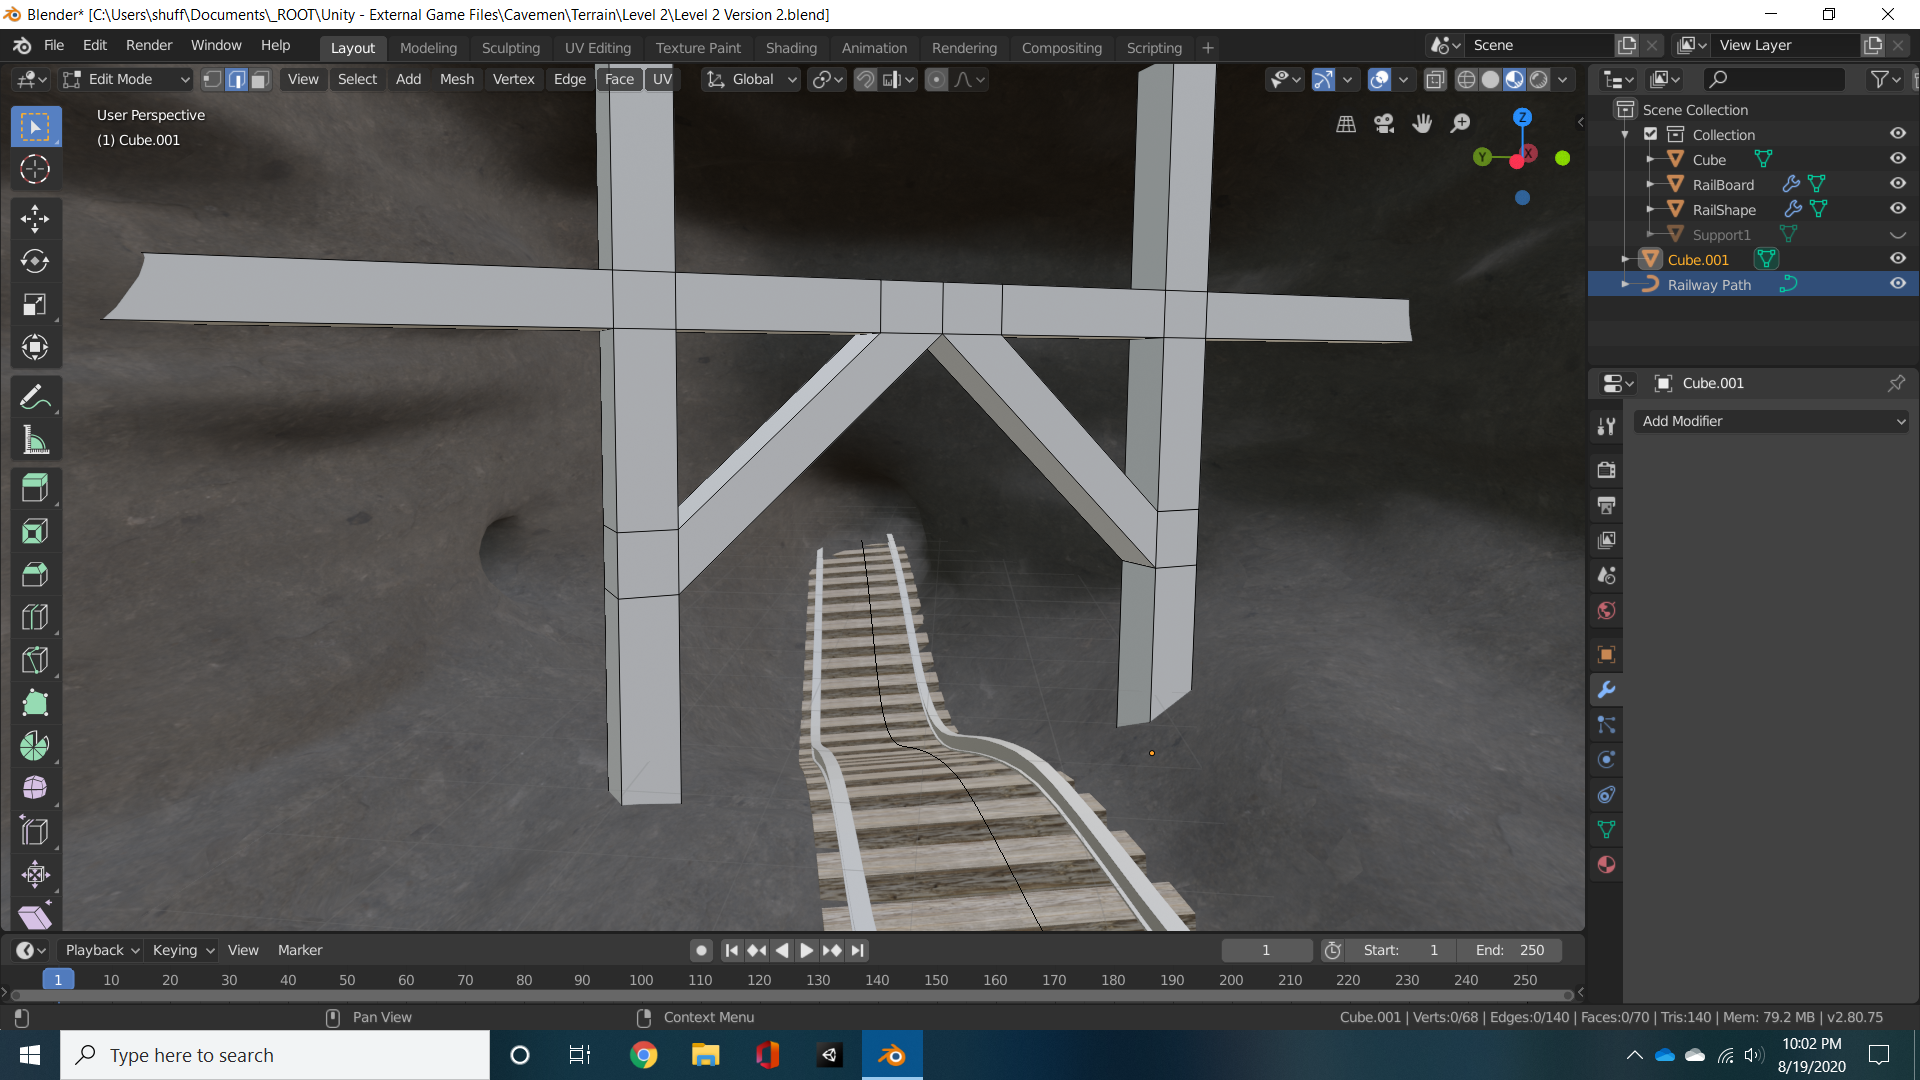 Blender* [C:\Users\shuff\Documents\_ROOT\Unity - External Game Files\Cavemen\Terrain\Level 2\Level 2 Version 2.blend]
File Edit Render Window Help
Layout Modeling Sculpting UV Editing Texture Paint Shading Animation Rendering Compositing Scripting +
Scene
View Layer
Edit Mode
View Select Add Mesh Vertex Edge Face UV
Global
User Perspective
(1) Cube.001
Z
Y
X
Scene Collection
Collection
Cube
RailBoard
RailShape
Support1
Cube.001
Railway Path
Cube.001
Add Modifier
Playback Keying View Marker
1
Start: 1
End: 250
1 10 20 30 40 50 60 70 80 90 100 110 120 130 140 150 160 170 180 190 200 210 220 230 240 250
Pan View
Context Menu
Cube.001 | Verts:0/68 | Edges:0/140 | Faces:0/70 | Tris:140 | Mem: 79.2 MB | v2.80.75
Type here to search
10:02 PM
8/19/2020